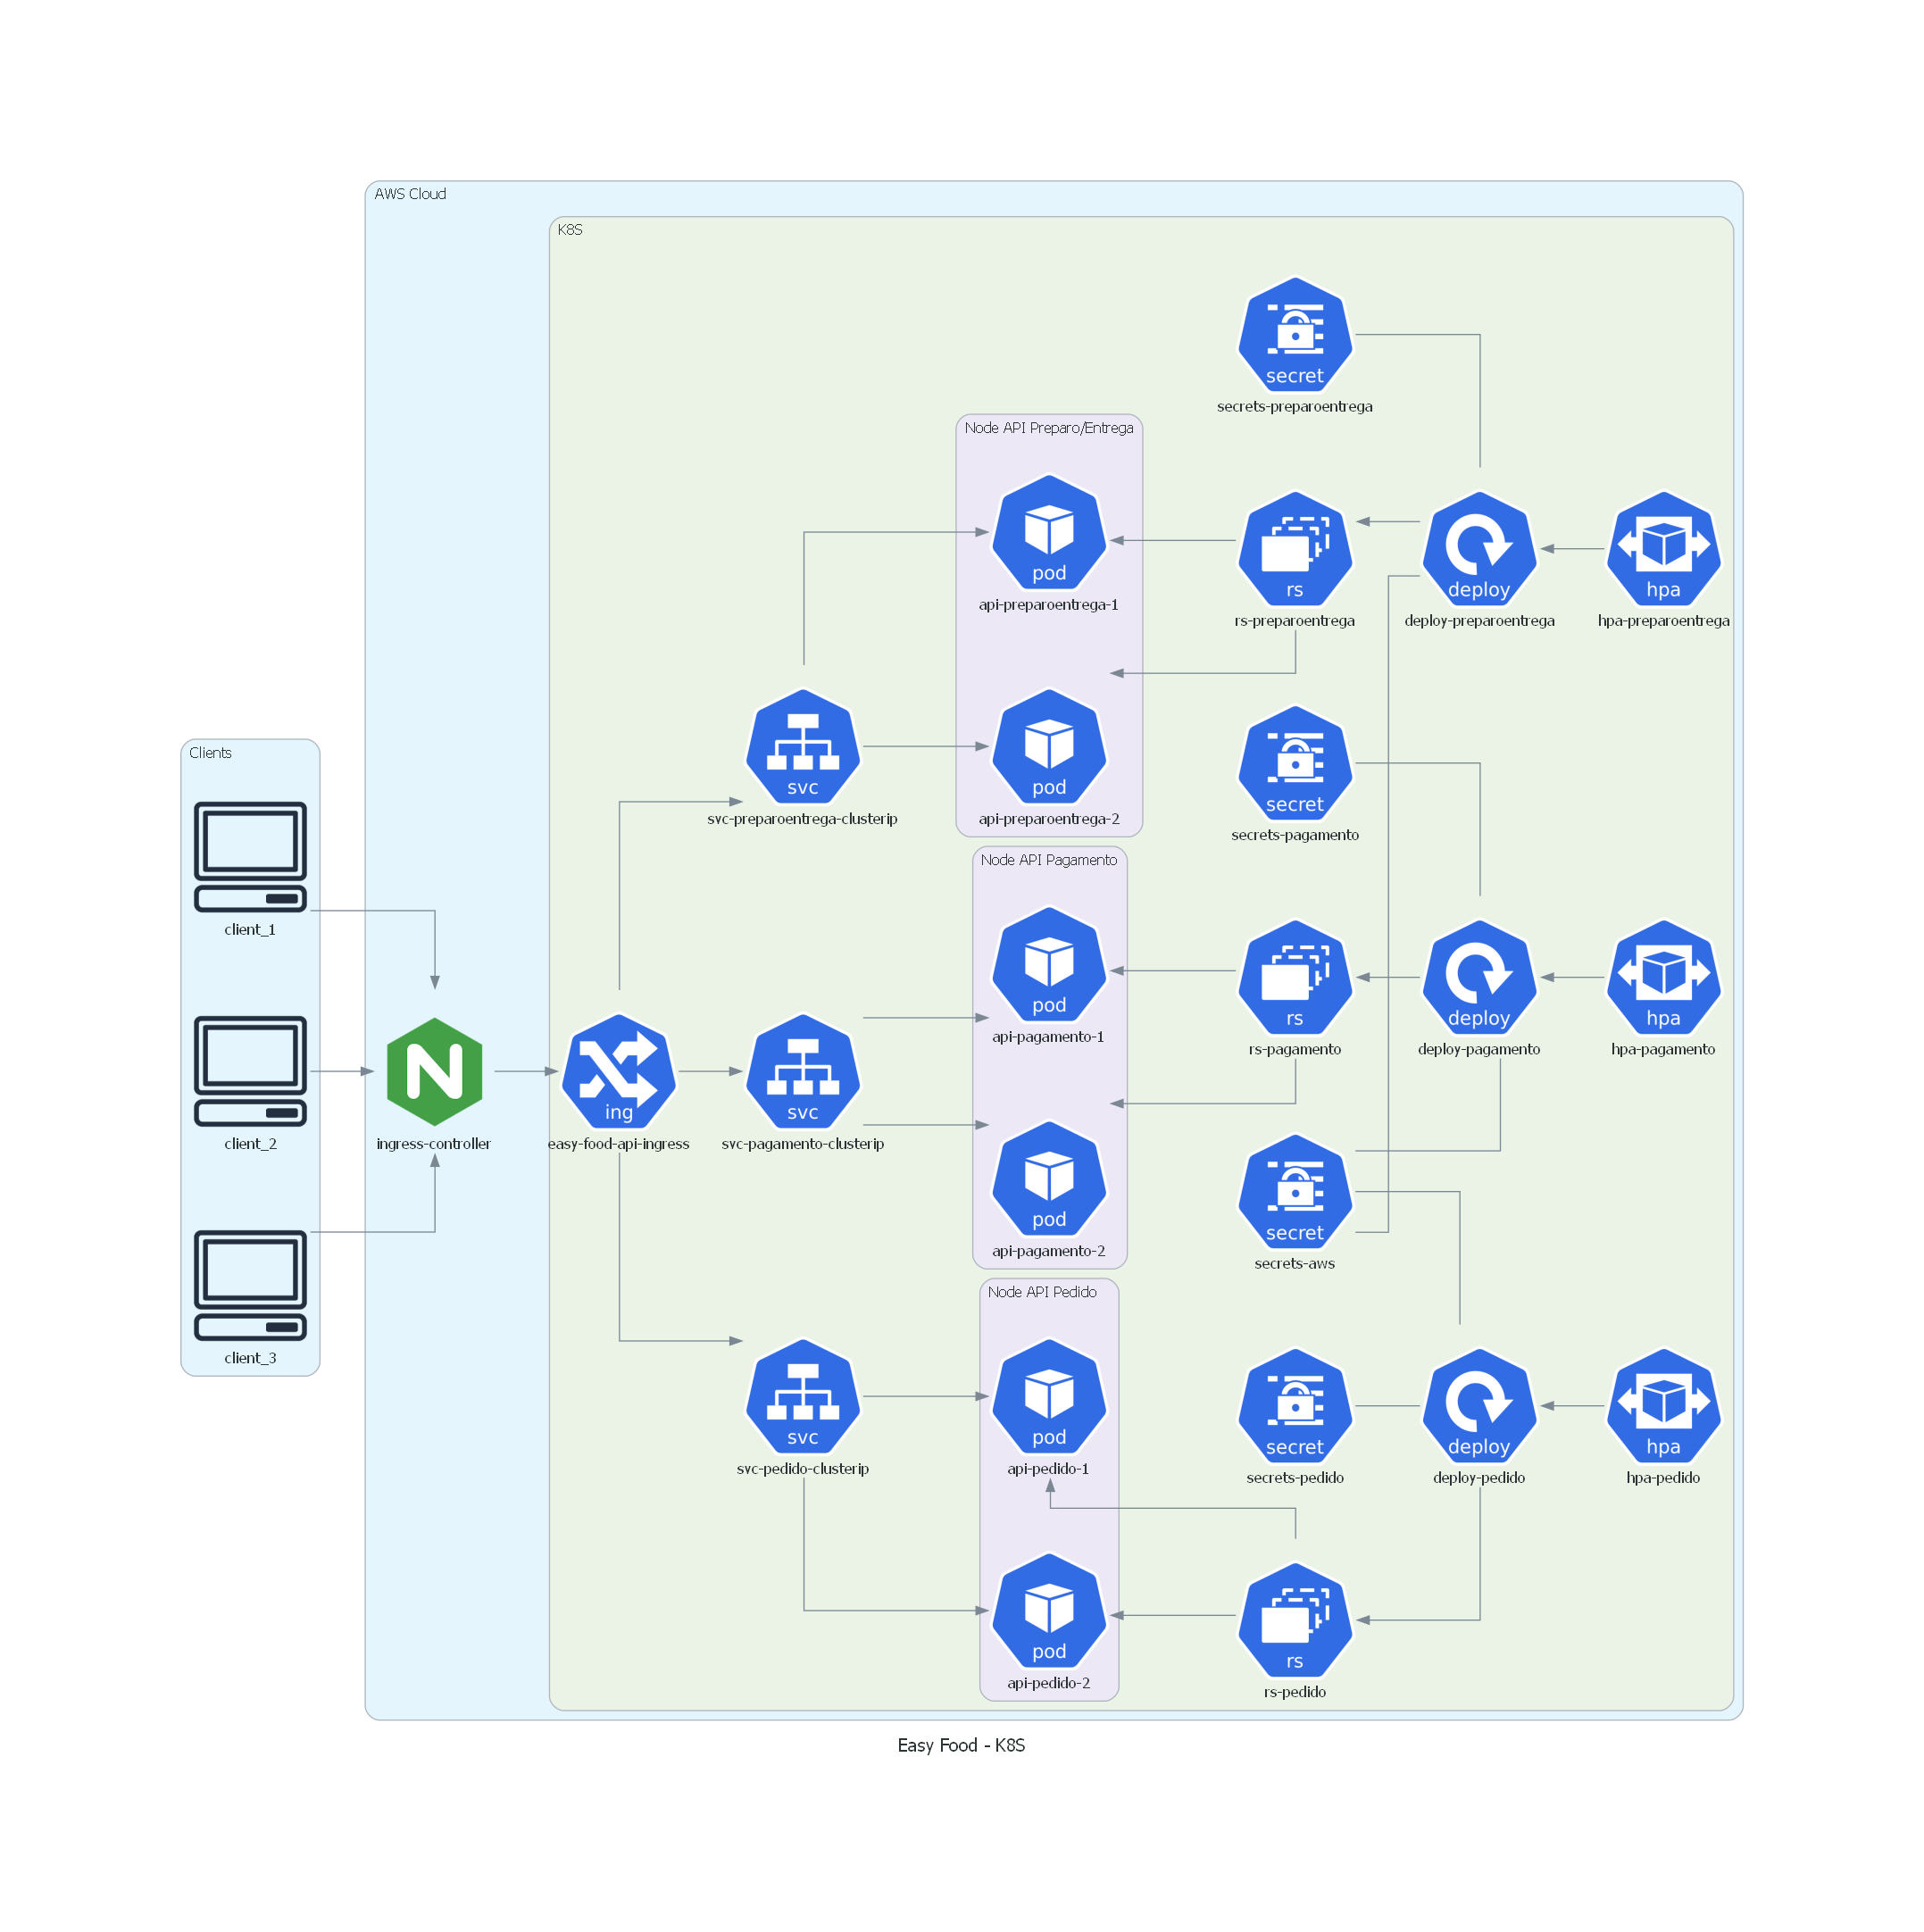 AWS Cloud
K8S
secret
secrets-preparoentrega
Node API Preparo/Entrega
pod
api-preparoentrega-1
rs
rs-preparoentrega
deploy
deploy-preparoentrega
hpa
hpa-preparoentrega
svc
svc-preparoentrega-clusterip
pod
api-preparoentrega-2
secret
secrets-pagamento
Clients
client_1
client_2
client_3
N
ingress-controller
ing
easy-food-api-ingress
svc
svc-pagamento-clusterip
Node API Pagamento
pod
api-pagamento-1
rs
rs-pagamento
deploy
deploy-pagamento
hpa
hpa-pagamento
pod
api-pagamento-2
secret
secrets-aws
Node API Pedido
svc
svc-pedido-clusterip
pod
api-pedido-1
secret
secrets-pedido
deploy
deploy-pedido
hpa
hpa-pedido
pod
api-pedido-2
rs
rs-pedido
Easy Food - K8S